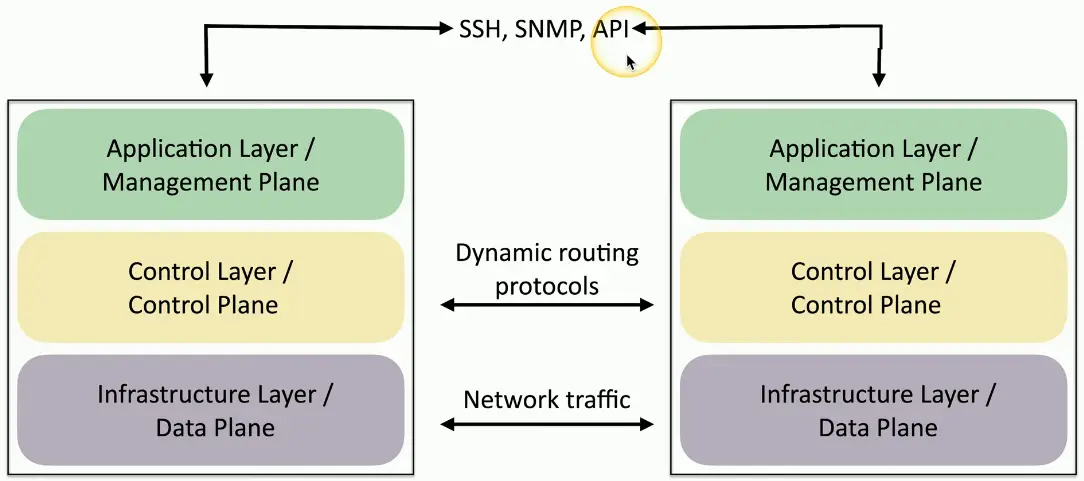 SSH, SNMP, API
Application Layer /
Management Plane
Control Layer /
Control Plane
Infrastructure Layer /
Data Plane
Dynamic routing
protocols
Network traffic
Application Layer /
Management Plane
Control Layer /
Control Plane
Infrastructure Layer /
Data Plane